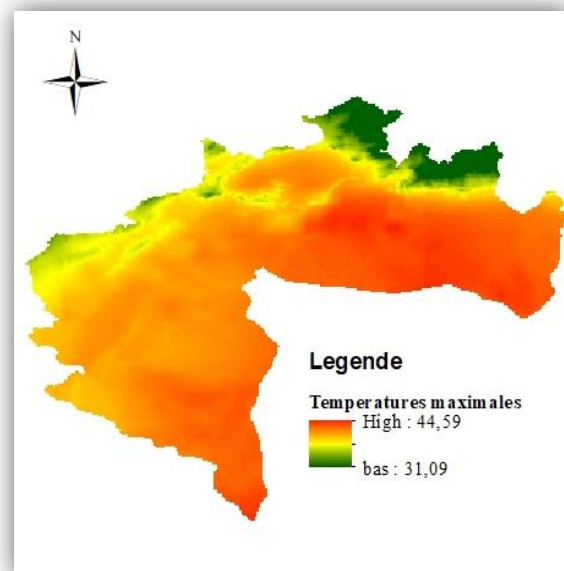 N
Legende
Temperatures maximales
High : 44,59
bas : 31,09